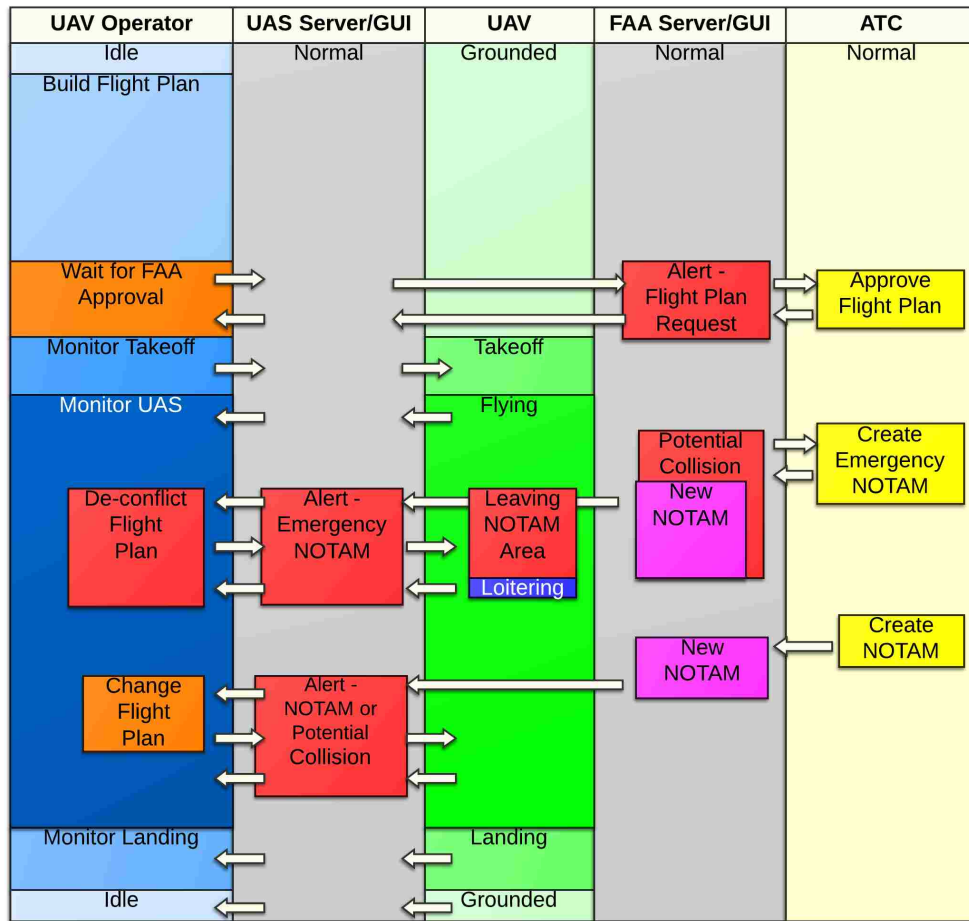 UAV Operator
UAS Server/GUI
UAV
FAA Server/GUI
ATC
Idle
Normal
Grounded
Normal
Normal
Build Flight Plan
Wait for FAA
Approval
Alert -
Flight Plan
Request
Approve
Flight Plan
Monitor Takeoff
Takeoff
Monitor UAS
Flying
Potential
Collision
Create
Emergency
NOTAM
De-conflict
Flight
Plan
Alert -
Emergency
NOTAM
Leaving
NOTAM
Area
Loitering
New
NOTAM
Create
NOTAM
New
NOTAM
Change
Flight
Plan
Alert -
NOTAM or
Potential
Collision
Monitor Landing
Landing
Idle
Grounded